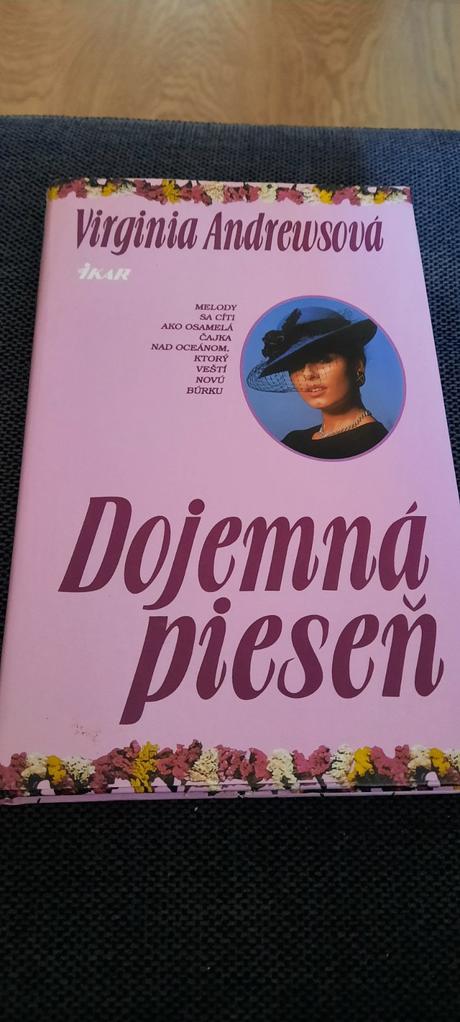 Virginia Andrewsová
iKAR
MELODY
SA CÍTI
AKO OSAMELÁ
ČAJKA
NAD OCEÁNOM,
KTORÝ
VEŠTÍ
NOVÚ
BÚRKU
Dojemná
pieseň